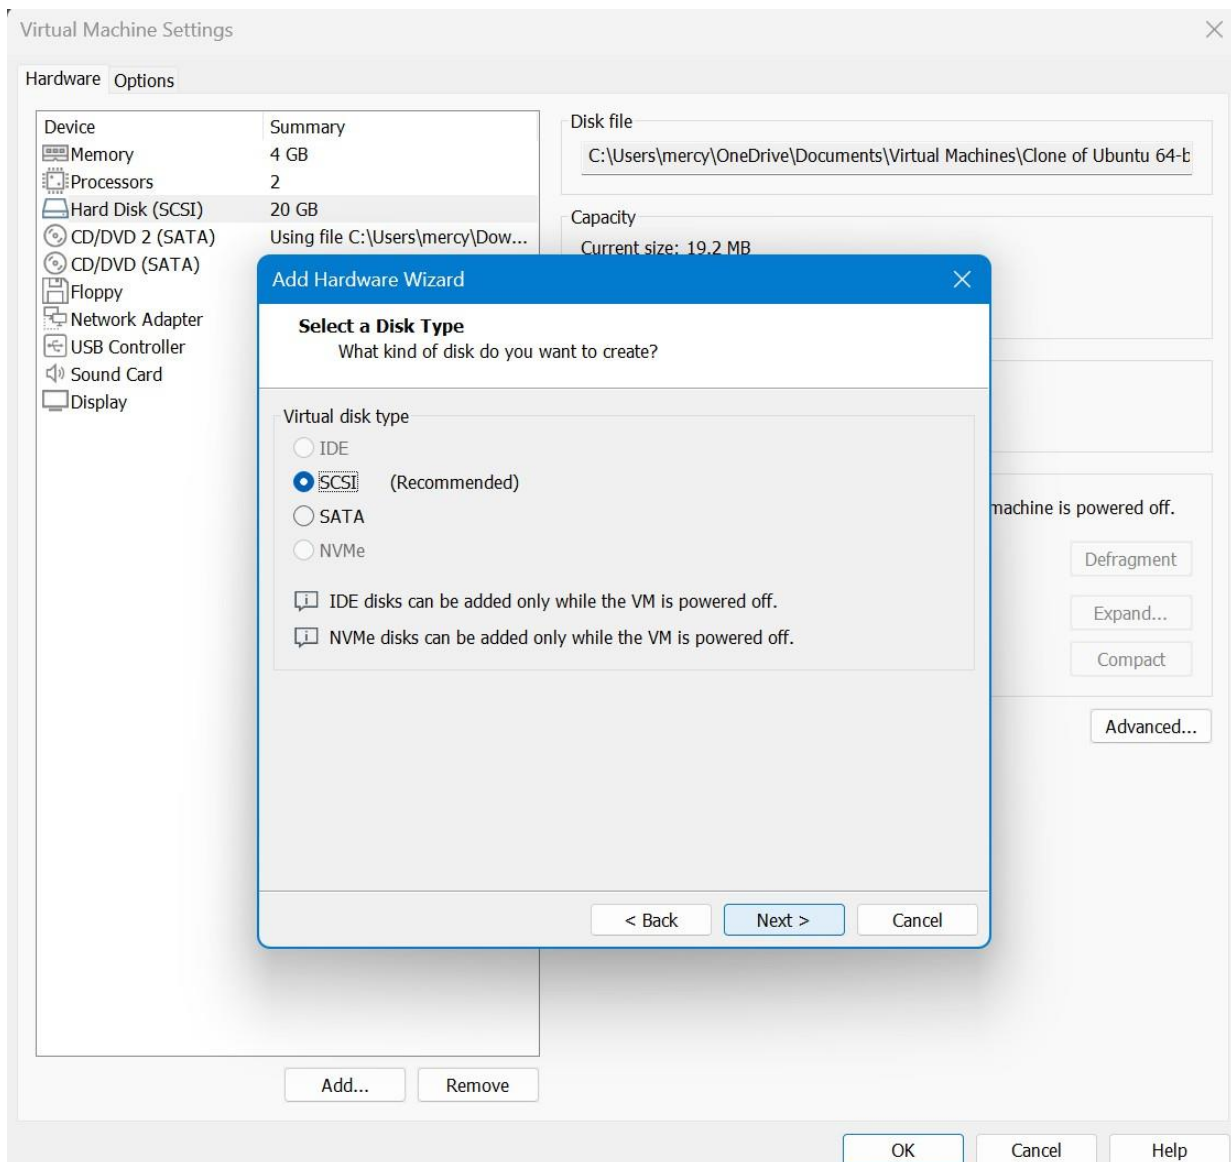 Virtual Machine Settings
Hardware Options
Device Summary
Memory 4 GB
Processors 2
Hard Disk (SCSI) 20 GB
CD/DVD 2 (SATA) Using file C:\Users\mercy\Dow...
CD/DVD (SATA)
Floppy
Network Adapter
USB Controller
Sound Card
Display
Disk file
C:\Users\mercy\OneDrive\Documents\Virtual Machines\Clone of Ubuntu 64-b
Capacity
Current size: 19.2 MB
Add Hardware Wizard
Select a Disk Type
What kind of disk do you want to create?
Virtual disk type
IDE
SCSI (Recommended)
SATA
NVMe
IDE disks can be added only while the VM is powered off.
NVMe disks can be added only while the VM is powered off.
< Back Next > Cancel
machine is powered off.
Defragment
Expand...
Compact
Advanced...
Add... Remove
OK Cancel Help